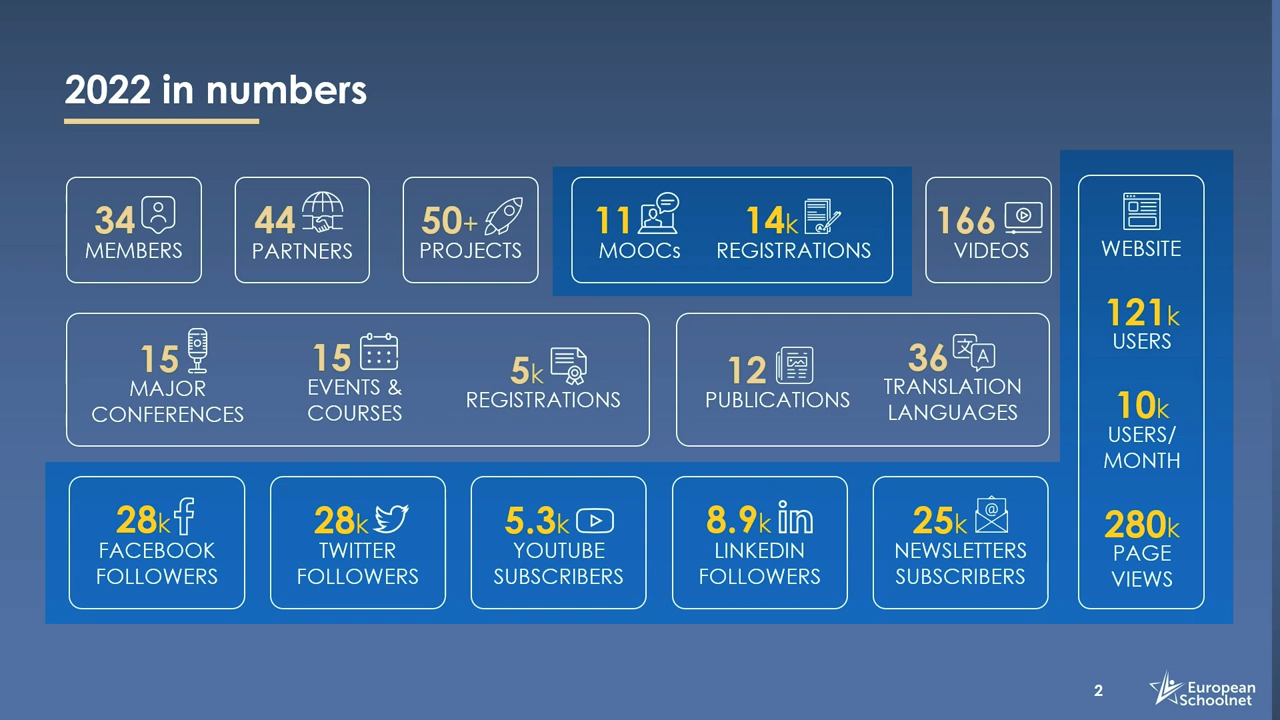 2022 in numbers
34
MEMBERS
44
PARTNERS
50+
PROJECTS
11
MOOCs
14k
REGISTRATIONS
166
VIDEOS
WEBSITE
121k
USERS
10k
USERS/
MONTH
280k
PAGE
VIEWS
15
MAJOR
CONFERENCES
15
EVENTS &
COURSES
5k
REGISTRATIONS
12
PUBLICATIONS
36
文
A
TRANSLATION
LANGUAGES
28k
FACEBOOK
FOLLOWERS
28k
TWITTER
FOLLOWERS
5.3k
YOUTUBE
SUBSCRIBERS
8.9k in
LINKEDIN
FOLLOWERS
25k
@
NEWSLETTERS
SUBSCRIBERS
2
European
Schoolnet